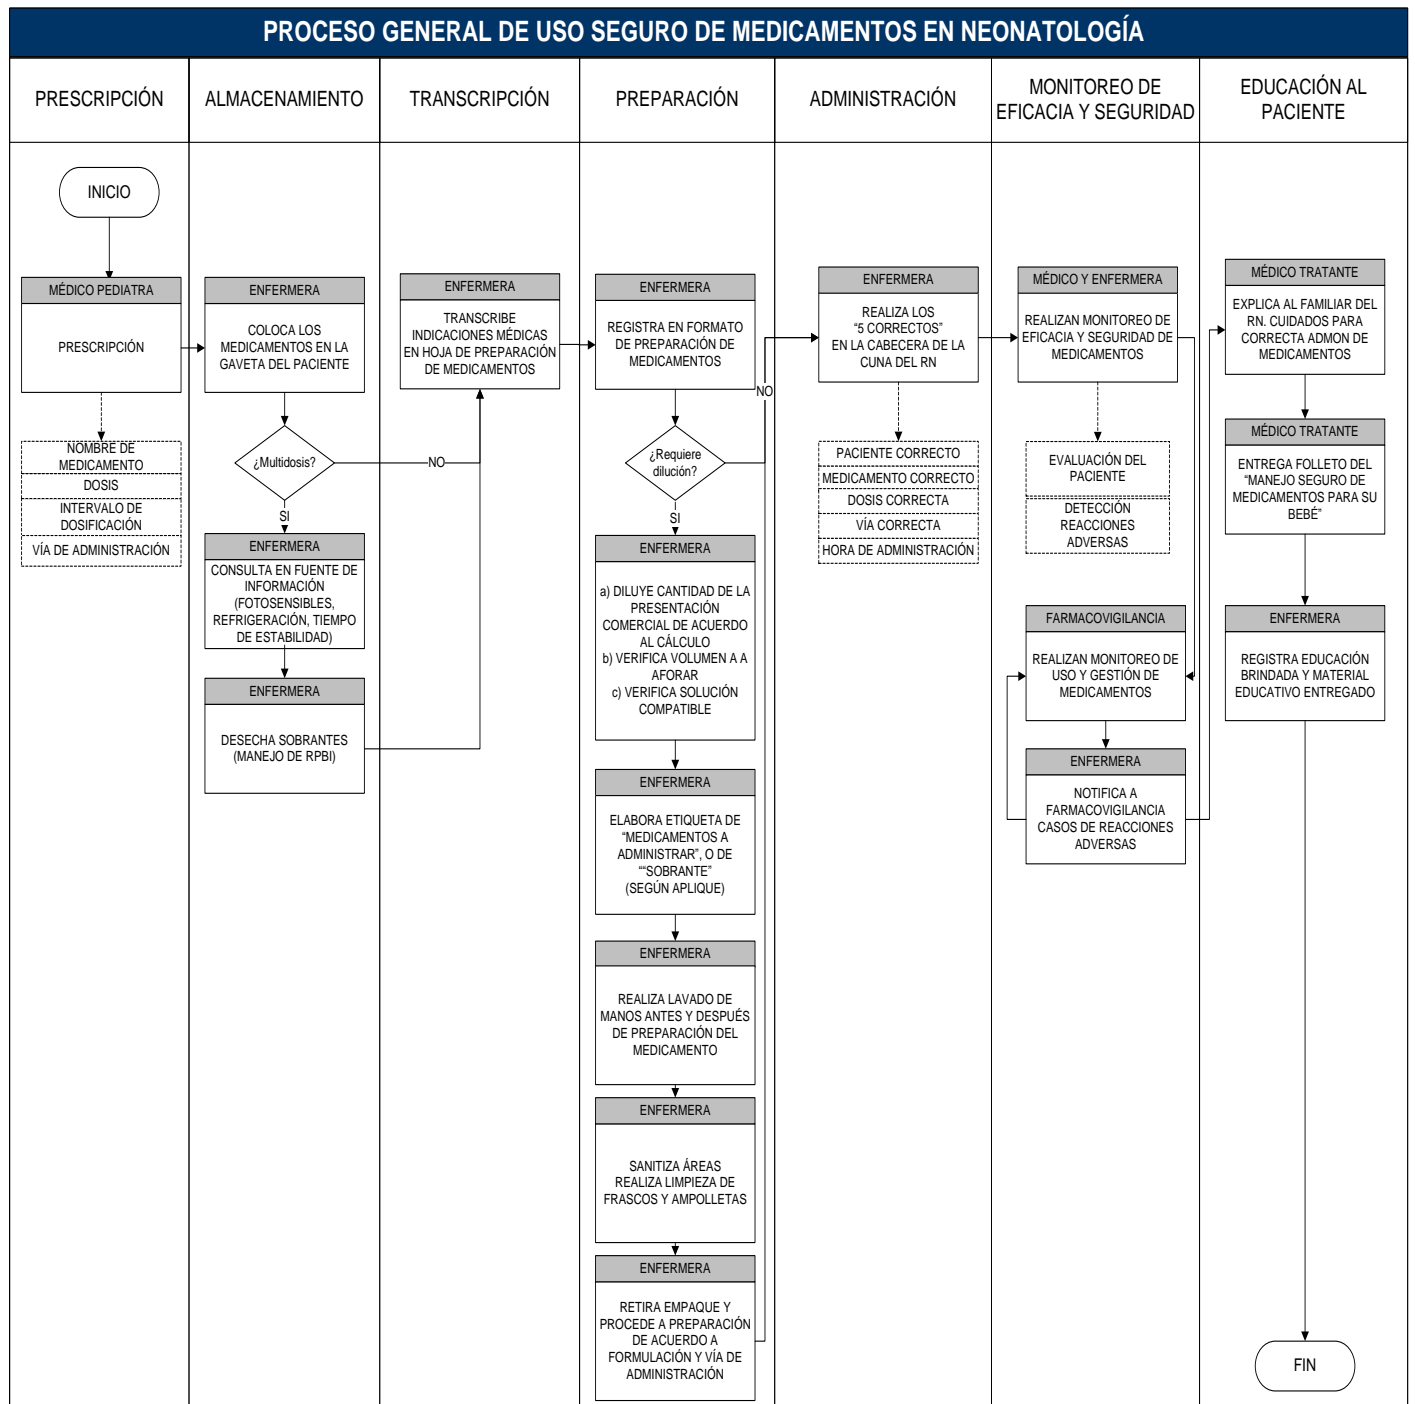 PROCESO GENERAL DE USO SEGURO DE MEDICAMENTOS EN NEONATOLOGÍA
PRESCRIPCIÓN
ALMACENAMIENTO
TRANSCRIPCIÓN
PREPARACIÓN
ADMINISTRACIÓN
MONITOREO DE
EFICACIA Y SEGURIDAD
EDUCACIÓN AL
PACIENTE
INICIO
MÉDICO PEDIATRA
PRESCRIPCIÓN
NOMBRE DE
MEDICAMENTO
DOSIS
INTERVALO DE
DOSIFICACIÓN
VÍA DE ADMINISTRACIÓN
ENFERMERA
COLOCA LOS
MEDICAMENTOS EN LA
GAVETA DEL PACIENTE
¿Multidosis?
NO
SI
ENFERMERA
CONSULTA EN FUENTE DE
INFORMACIÓN
(FOTOSENSIBLES,
REFRIGERACIÓN, TIEMPO
DE ESTABILIDAD)
ENFERMERA
DESECHA SOBRANTES
(MANEJO DE RPBI)
ENFERMERA
TRANSCRIBE
INDICACIONES MÉDICAS
EN HOJA DE PREPARACIÓN
DE MEDICAMENTOS
ENFERMERA
REGISTRA EN FORMATO
DE PREPARACIÓN DE
MEDICAMENTOS
¿Requiere
dilución?
NO
SI
ENFERMERA
a) DILUYE CANTIDAD DE LA
PRESENTACIÓN
COMERCIAL DE ACUERDO
AL CÁLCULO
b) VERIFICA VOLUMEN A A
AFORAR
c) VERIFICA SOLUCIÓN
COMPATIBLE
ENFERMERA
ELABORA ETIQUETA DE
“MEDICAMENTOS A
ADMINISTRAR”, O DE
““SOBRANTE”
(SEGÚN APLIQUE)
ENFERMERA
REALIZA LAVADO DE
MANOS ANTES Y DESPUÉS
DE PREPARACIÓN DEL
MEDICAMENTO
ENFERMERA
SANITIZA ÁREAS
REALIZA LIMPIEZA DE
FRASCOS Y AMPOLLETAS
ENFERMERA
RETIRA EMPAQUE Y
PROCEDE A PREPARACIÓN
DE ACUERDO A
FORMULACIÓN Y VÍA DE
ADMINISTRACIÓN
ENFERMERA
REALIZA LOS
“5 CORRECTOS”
EN LA CABECERA DE LA
CUNA DEL RN
PACIENTE CORRECTO
MEDICAMENTO CORRECTO
DOSIS CORRECTA
VÍA CORRECTA
HORA DE ADMINISTRACIÓN
MÉDICO Y ENFERMERA
REALIZAN MONITOREO DE
EFICACIA Y SEGURIDAD DE
MEDICAMENTOS
EVALUACIÓN DEL
PACIENTE
DETECCIÓN
REACCIONES
ADVERSAS
FARMACOVIGILANCIA
REALIZAN MONITOREO DE
USO Y GESTIÓN DE
MEDICAMENTOS
ENFERMERA
NOTIFICA A
FARMACOVIGILANCIA
CASOS DE REACCIONES
ADVERSAS
MÉDICO TRATANTE
EXPLICA AL FAMILIAR DEL
RN. CUIDADOS PARA
CORRECTA ADMON DE
MEDICAMENTOS
MÉDICO TRATANTE
ENTREGA FOLLETO DEL
“MANEJO SEGURO DE
MEDICAMENTOS PARA SU
BEBÉ”
ENFERMERA
REGISTRA EDUCACIÓN
BRINDADA Y MATERIAL
EDUCATIVO ENTREGADO
FIN